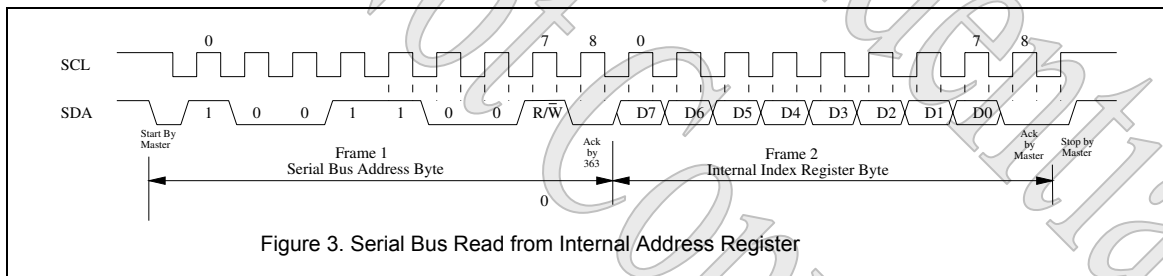 0 7 8 0 7 8
SCL
SDA 1 0 0 1 1 0 0 R/W̅ D7 D6 D5 D4 D3 D2 D1 D0
Start By
Master
Frame 1
Serial Bus Address Byte
Ack
by
363
Frame 2
Internal Index Register Byte
Ack
by
Master
Stop by
Master
0
Figure 3. Serial Bus Read from Internal Address Register